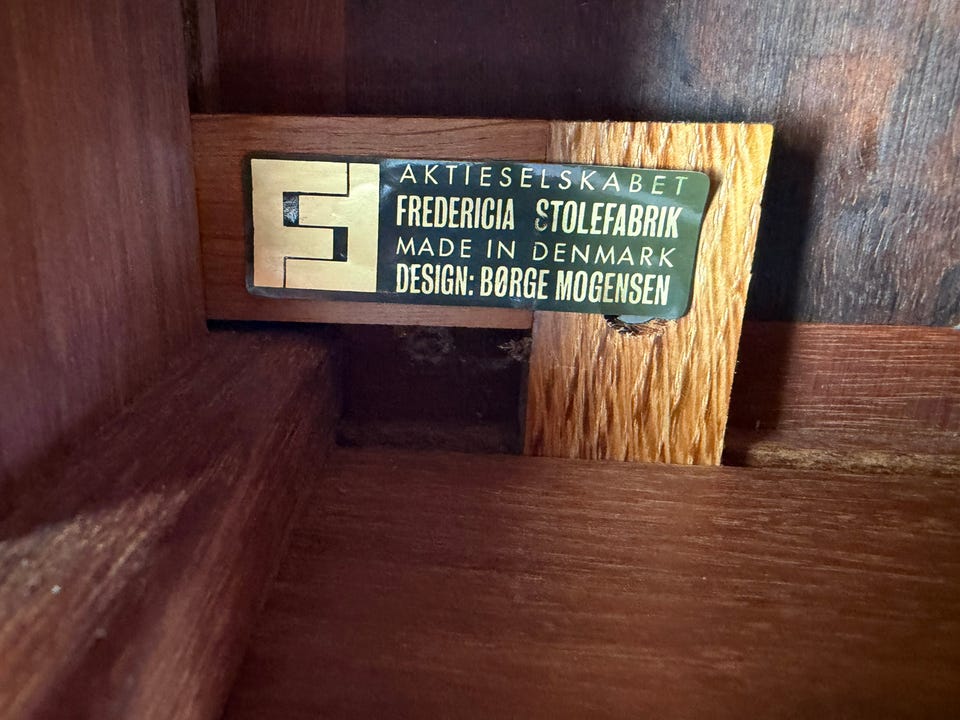 AKTIESELSKABET
FREDERICIA STOLEFABRIK
MADE IN DENMARK
DESIGN: BØRGE MOGENSEN